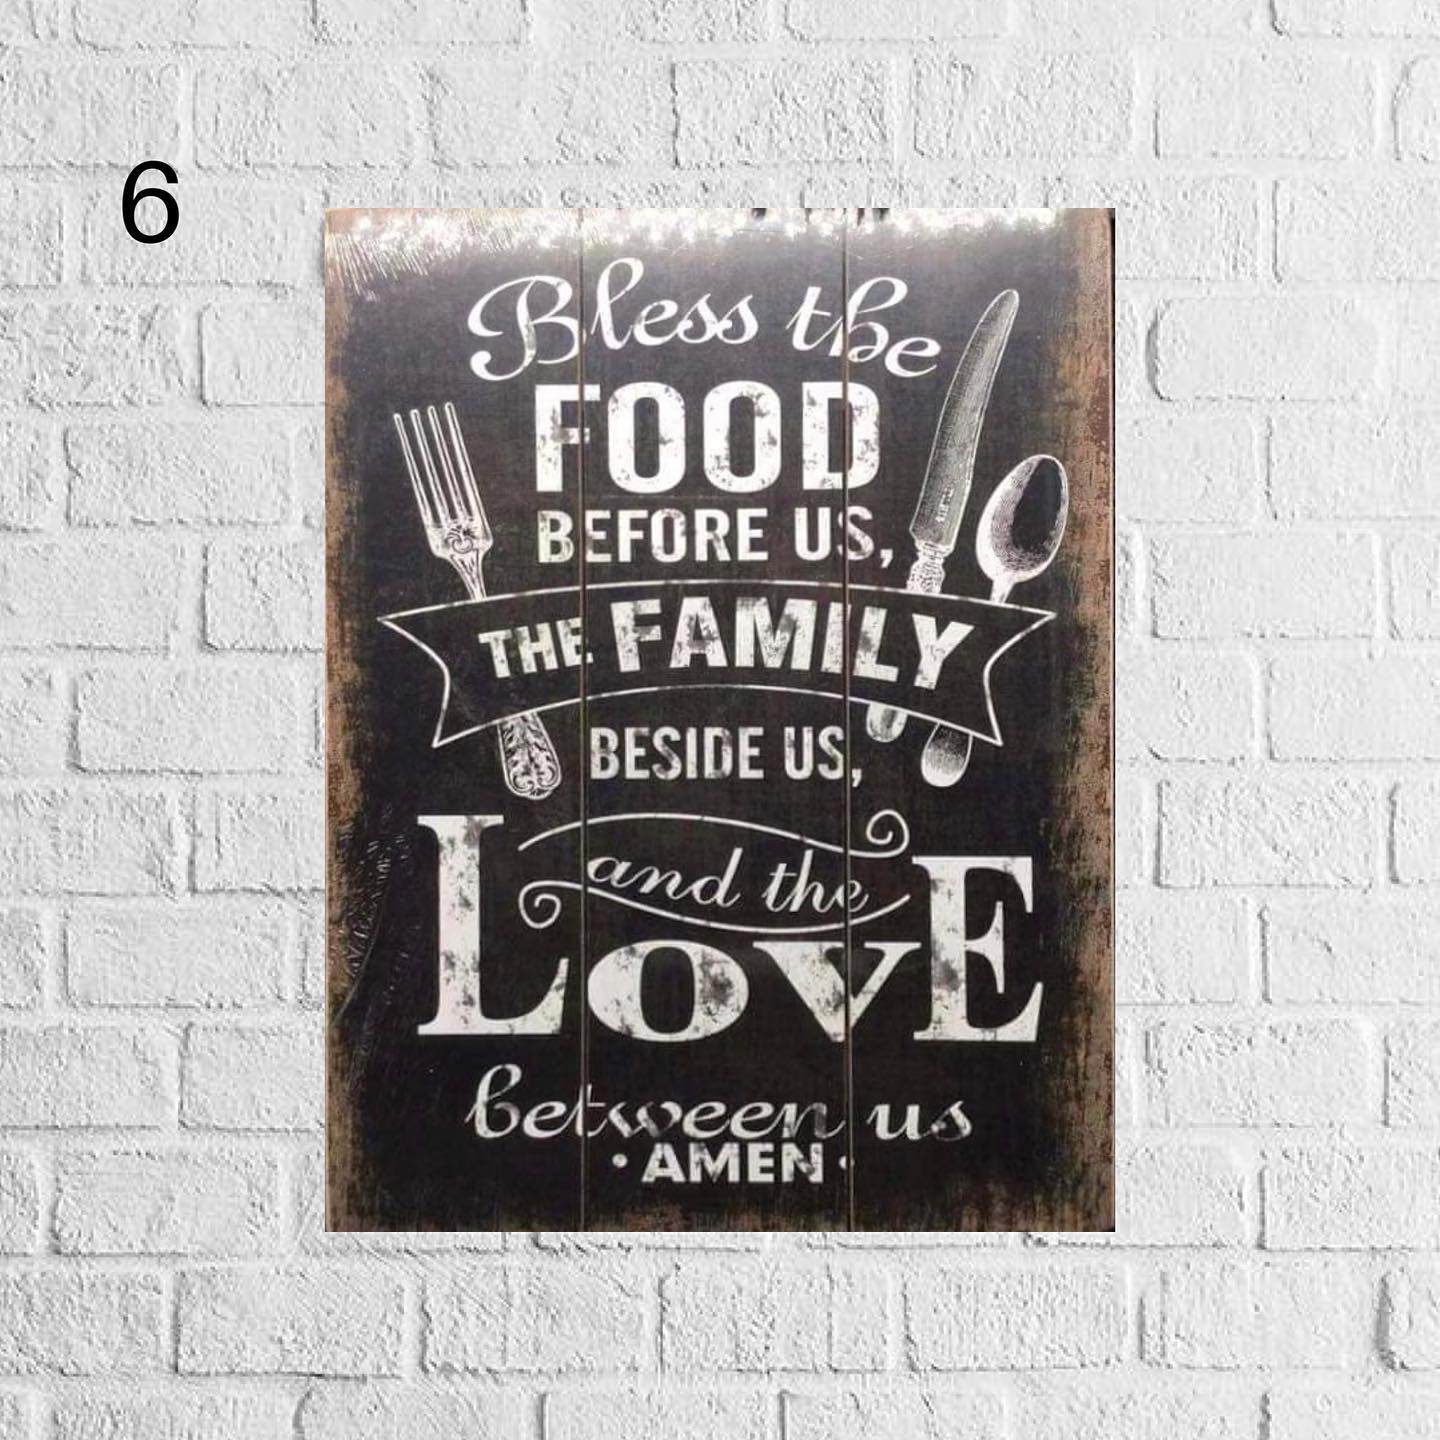 6
Bless the
FOOD
BEFORE US,
THE FAMILY
BESIDE US,
and the
LOVE
between us
• AMEN •